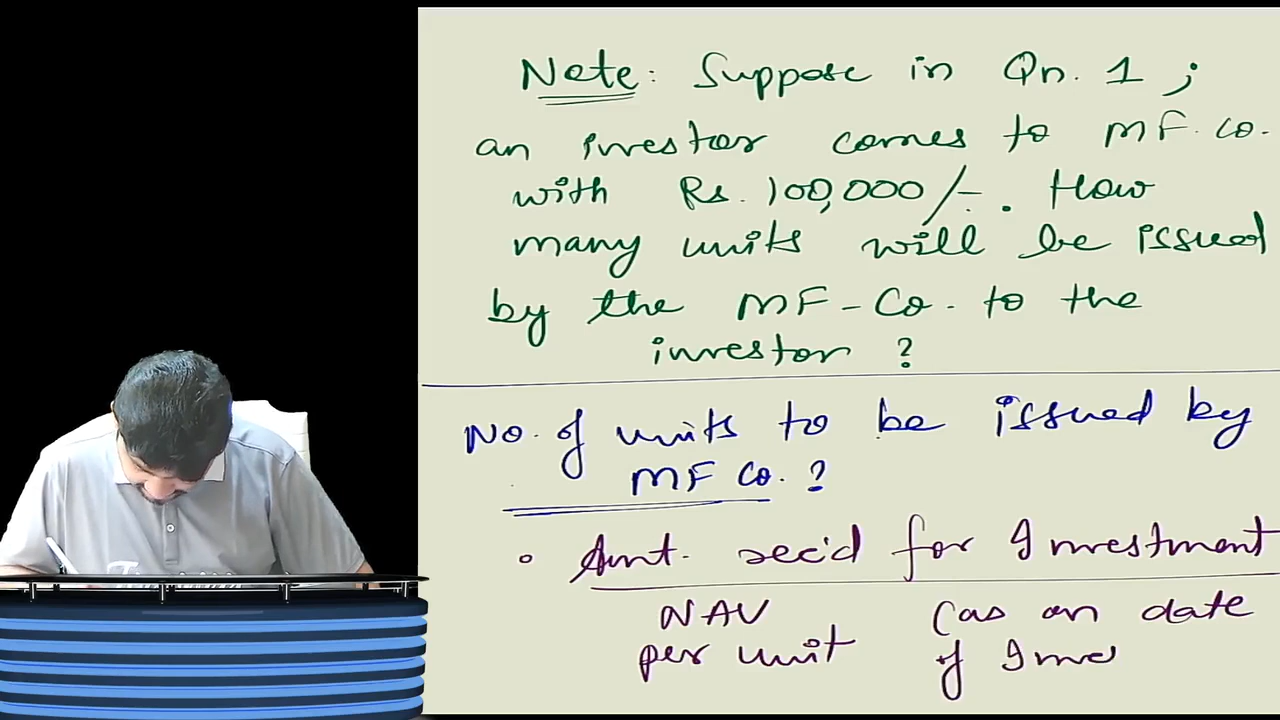 Note: Suppose in Qn. 1;
an investor comes to MF. Co.
with Rs. 100,000/-. How
many units will be issued
by the MF-Co. to the
investor?
No. of units to be issued by
MF Co.?
• Amt. rec'd for Investment
NAV (as on date
per unit of Inve